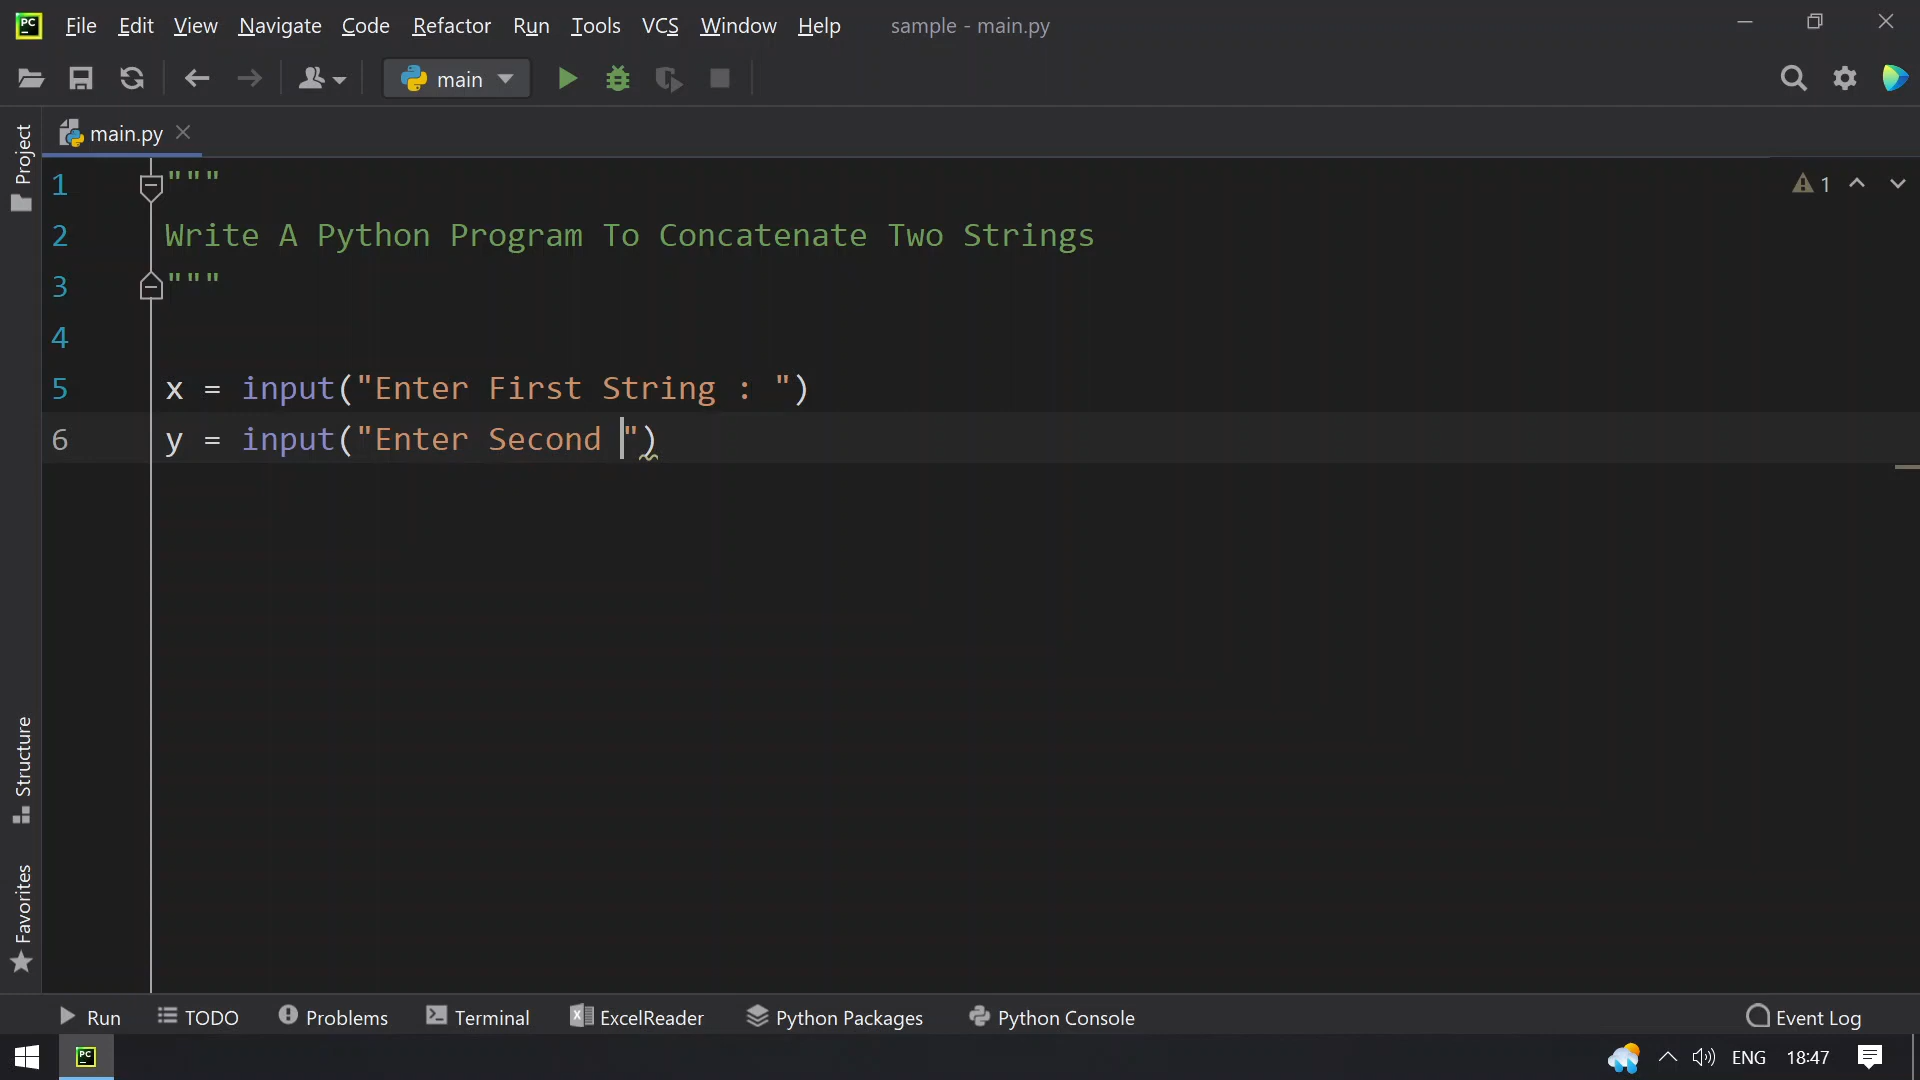 PC File Edit View Navigate Code Refactor Run Tools VCS Window Help sample - main.py
main
Project
main.py
1 """ 1
2 Write A Python Program To Concatenate Two Strings
3 """
4
5 x = input("Enter First String : ")
6 y = input("Enter Second ")
Structure
Favorites
Run TODO Problems Terminal ExcelReader Python Packages Python Console Event Log
PC ENG 18:47